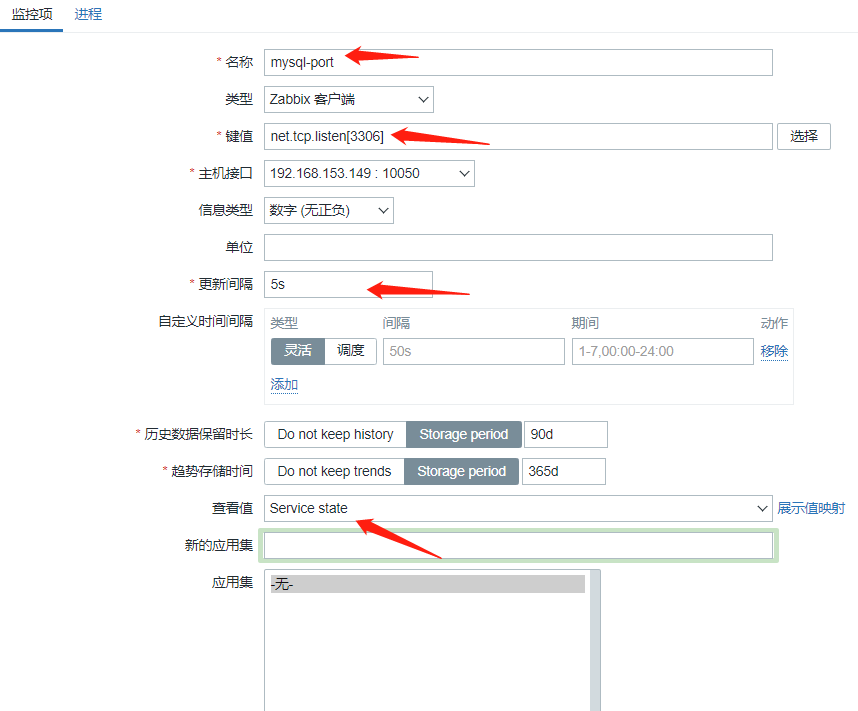 监控项 进程
* 名称 mysql-port
类型 Zabbix 客户端
* 键值 net.tcp.listen[3306] 选择
* 主机接口 192.168.153.149 : 10050
信息类型 数字 (无正负)
单位
* 更新间隔 5s
自定义时间间隔 类型 间隔 期间 动作
灵活 调度 50s 1-7,00:00-24:00 移除
添加
* 历史数据保留时长 Do not keep history Storage period 90d
* 趋势存储时间 Do not keep trends Storage period 365d
查看值 Service state 展示值映射
新的应用集
应用集 -无-